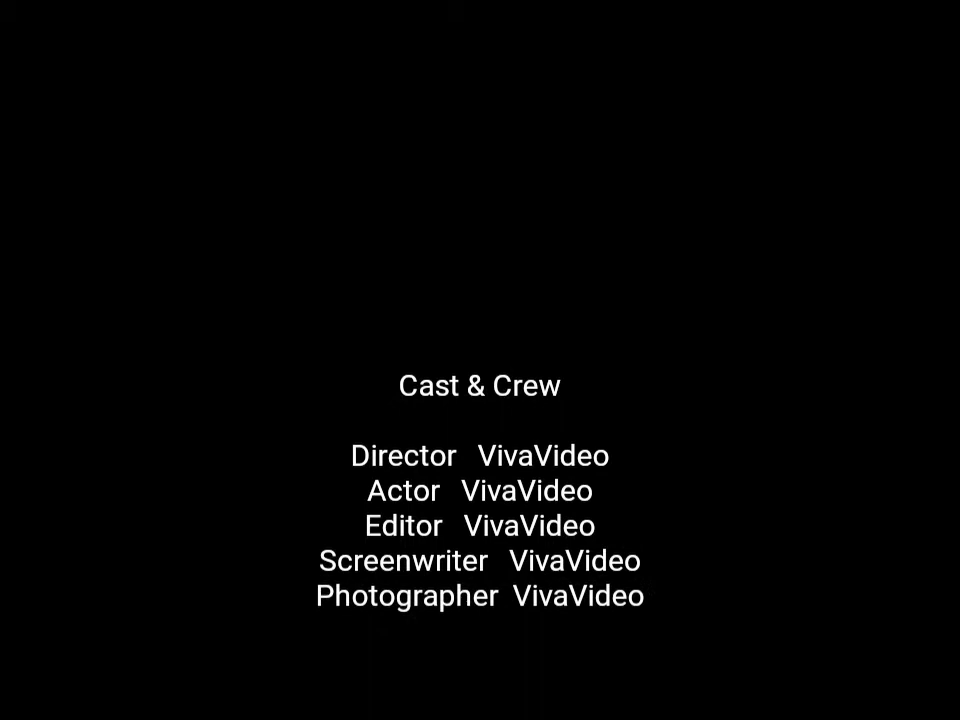 Cast & Crew
Director VivaVideo
Actor VivaVideo
Editor VivaVideo
Screenwriter VivaVideo
Photographer VivaVideo